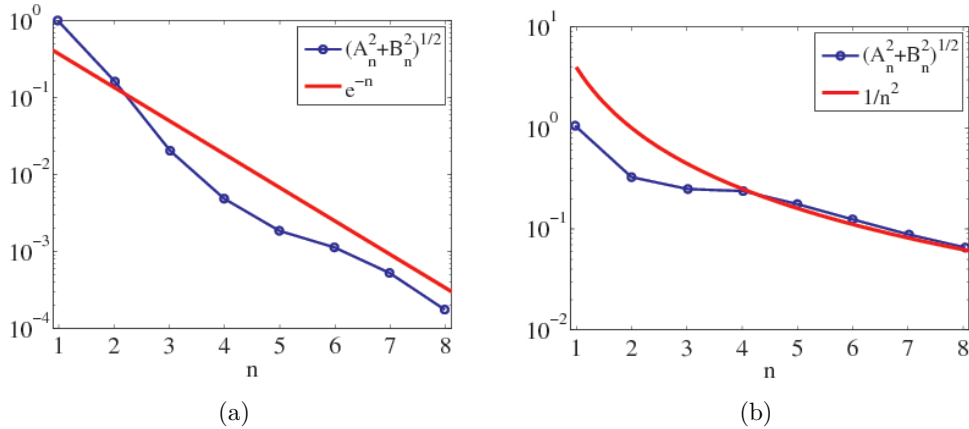 10^0
10^-1
10^-2
10^-3
10^-4
(A_n^2+B_n^2)^1/2
e^-n
1 2 3 4 5 6 7 8
n
(a)
10^1
10^0
10^-1
10^-2
(A_n^2+B_n^2)^1/2
1/n^2
1 2 3 4 5 6 7 8
n
(b)